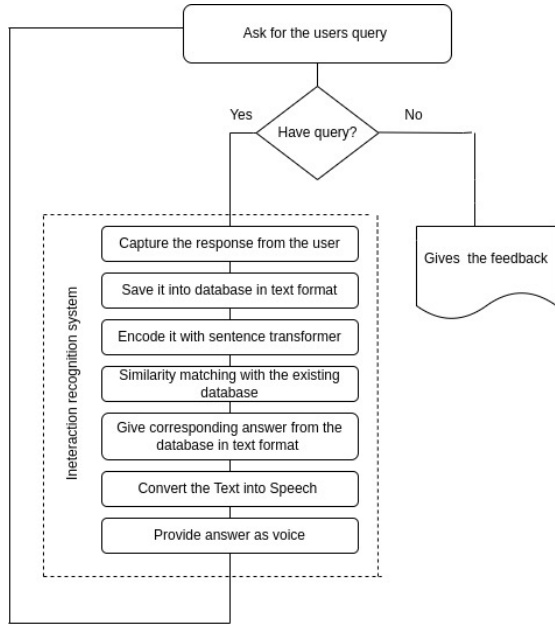 Ask for the users query
Yes
No
Have query?
Gives the feedback
Ineteraction recognition system
Capture the response from the user
Save it into database in text format
Encode it with sentence transformer
Similarity matching with the existing
database
Give corresponding answer from the
database in text format
Convert the Text into Speech
Provide answer as voice